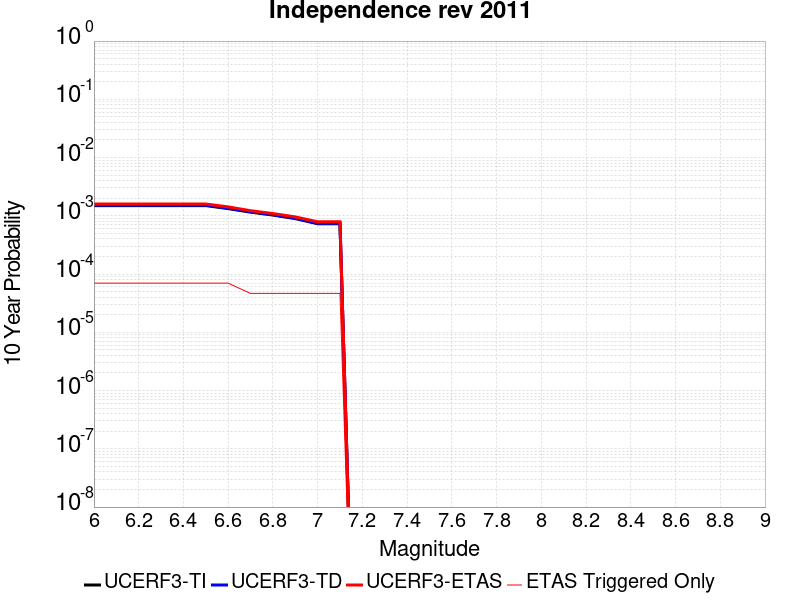 Independence rev 2011
10 Year Probability
10^0
10^-1
10^-2
10^-3
10^-4
10^-5
10^-6
10^-7
10^-8
6 6.2 6.4 6.6 6.8 7 7.2 7.4 7.6 7.8 8 8.2 8.4 8.6 8.8 9
Magnitude
UCERF3-TI UCERF3-TD UCERF3-ETAS ETAS Triggered Only